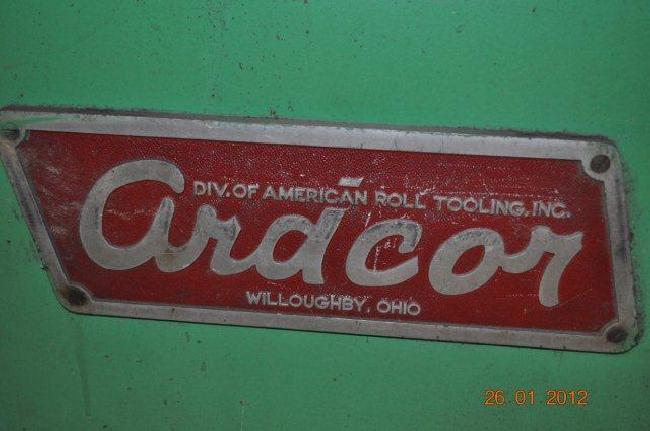 DIV. OF AMERICAN ROLL TOOLING, INC.
Ardcor
WILLOUGHBY, OHIO
26 01 2012